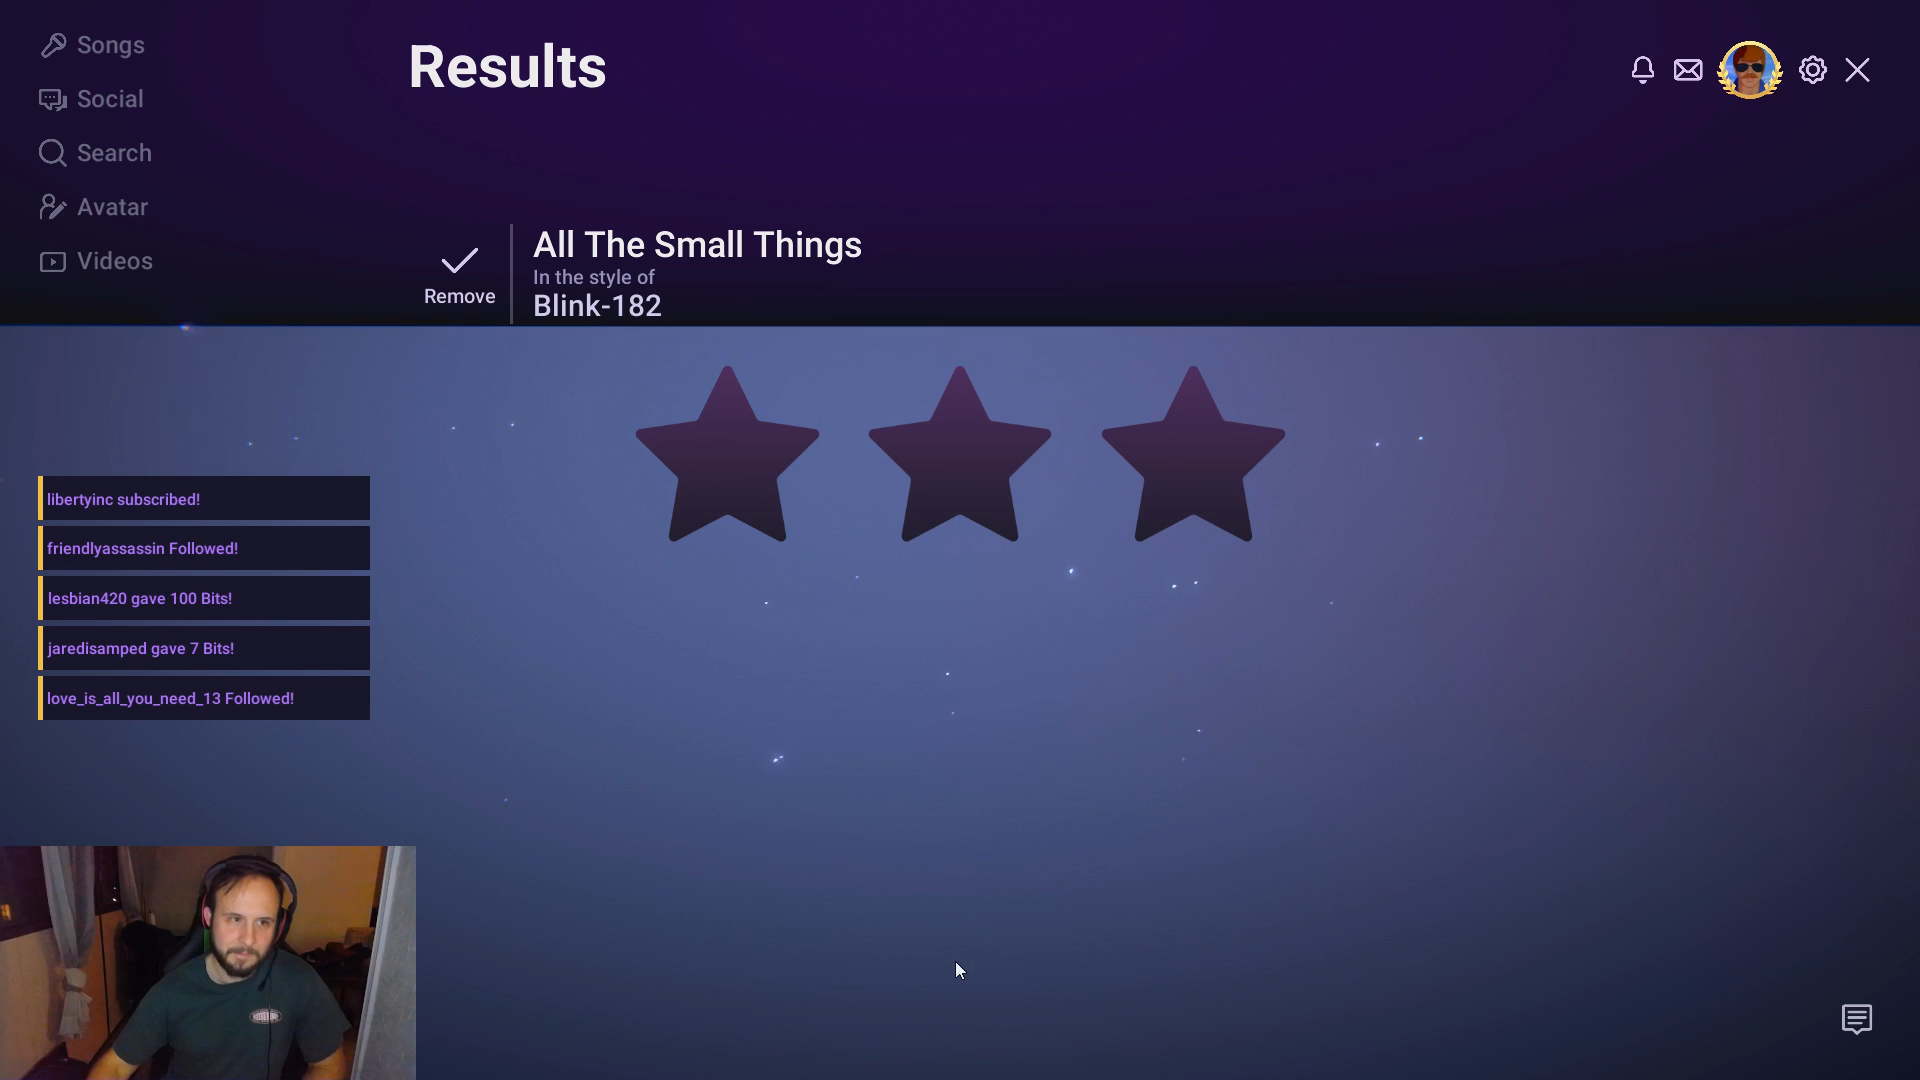 Songs
Social
Search
Avatar
Videos
Results
Remove
All The Small Things
In the style of
Blink-182
libertyinc subscribed!
friendlyassassin Followed!
lesbian420 gave 100 Bits!
jaredisamped gave 7 Bits!
love_is_all_you_need_13 Followed!